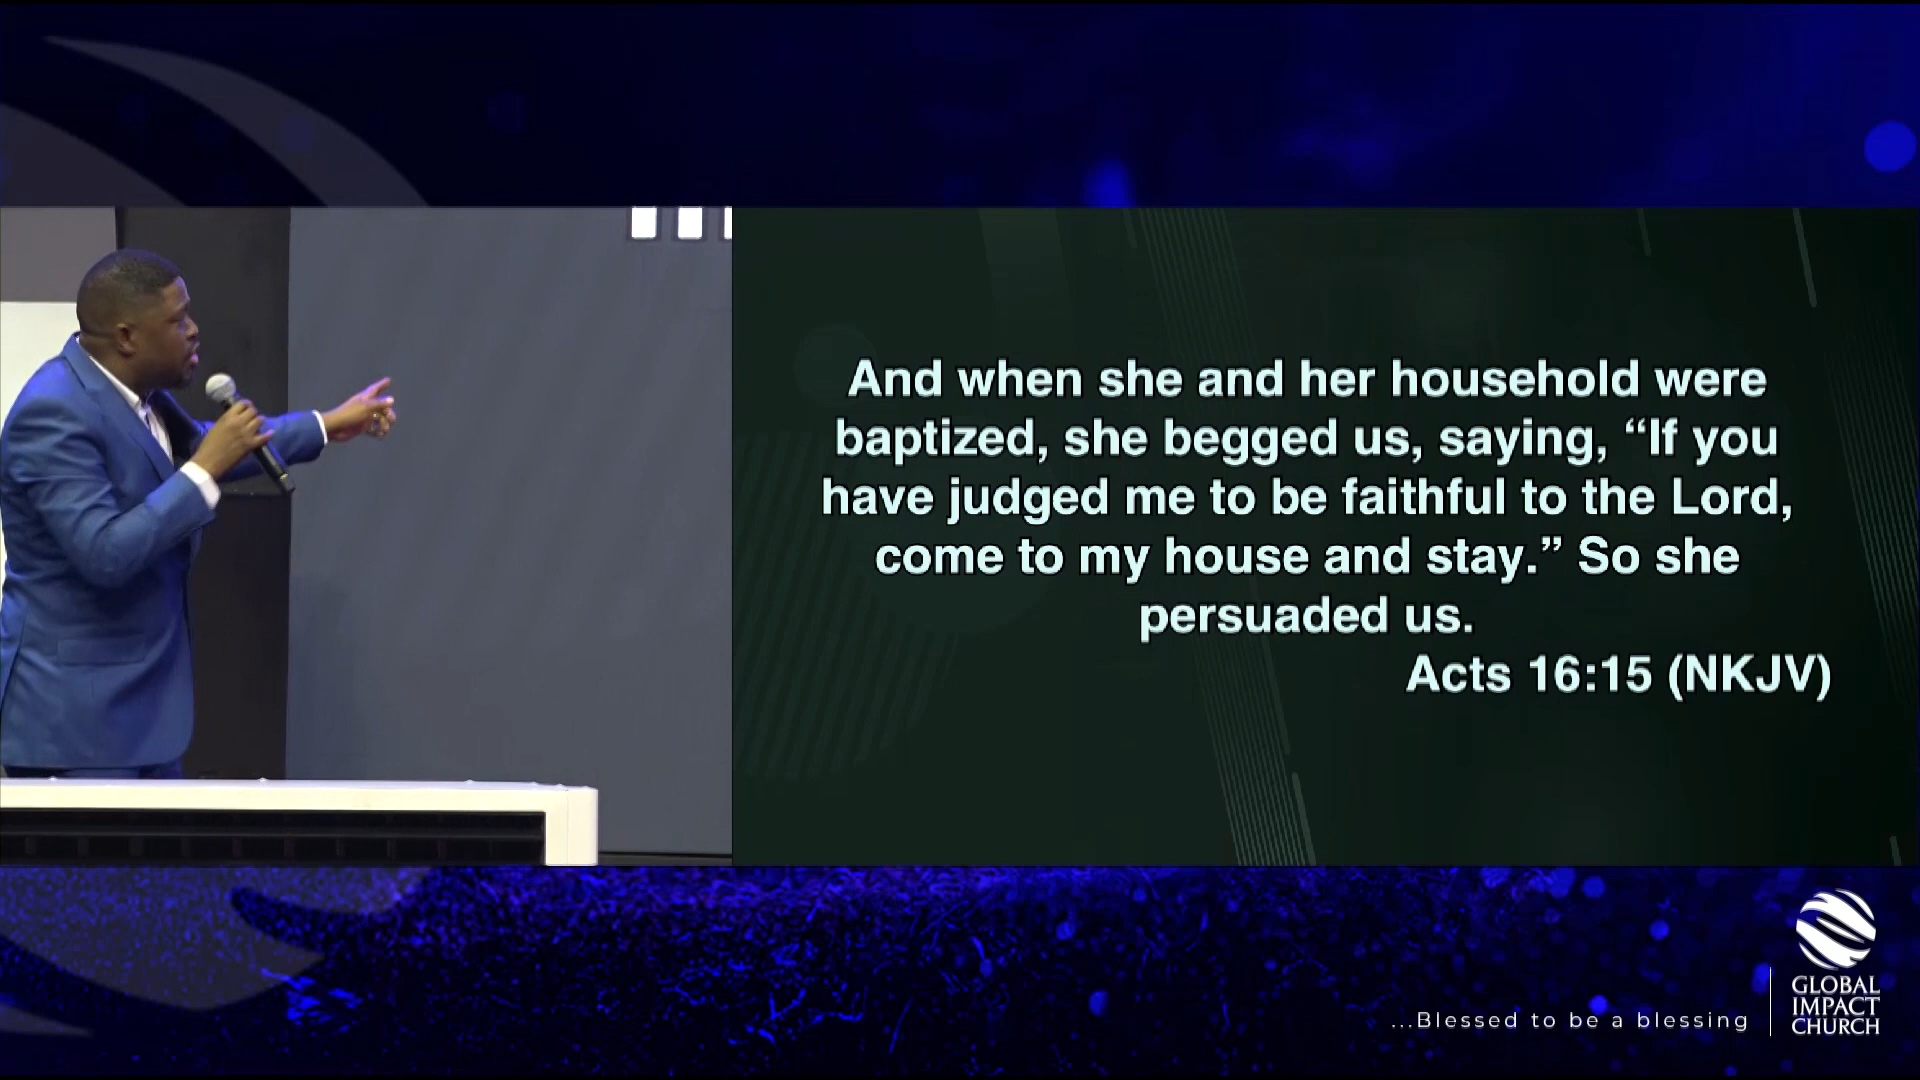 And when she and her household were
baptized, she begged us, saying, “If you
have judged me to be faithful to the Lord,
come to my house and stay.” So she
persuaded us.
Acts 16:15 (NKJV)
...Blessed to be a blessing
GLOBAL
IMPACT
CHURCH